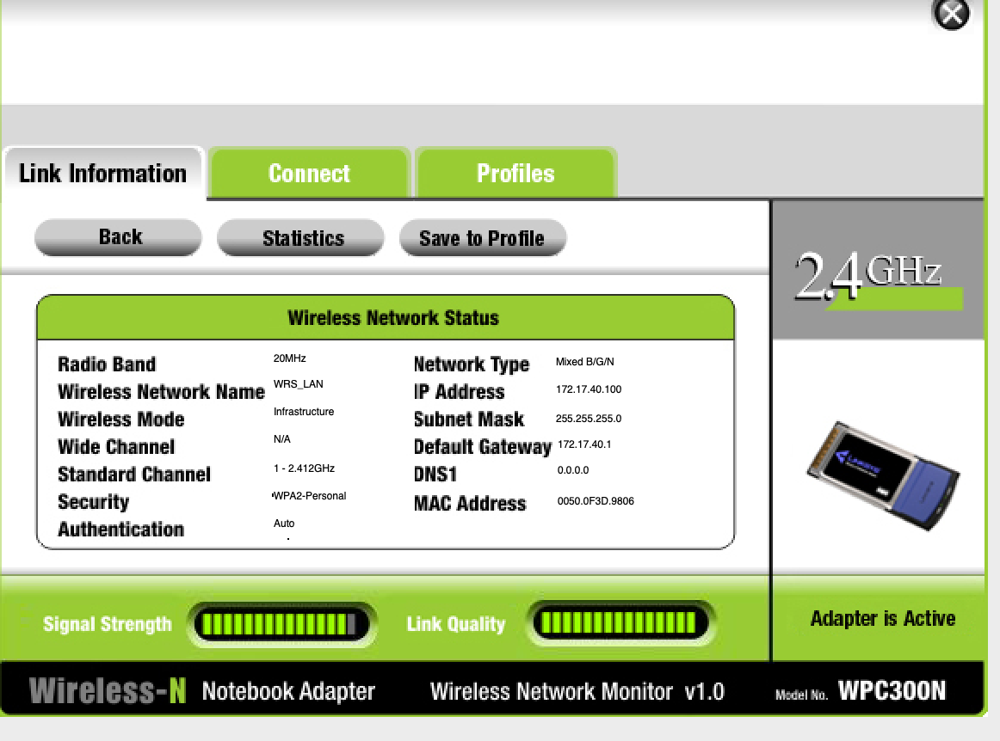 Link Information Connect Profiles
Back Statistics Save to Profile
2.4 GHz
Wireless Network Status
Radio Band 20MHz Network Type Mixed B/G/N
Wireless Network Name WRS_LAN IP Address 172.17.40.100
Wireless Mode Infrastructure Subnet Mask 255.255.255.0
Wide Channel N/A Default Gateway 172.17.40.1
Standard Channel 1 - 2.412GHz DNS1 0.0.0.0
Security WPA2-Personal MAC Address 0050.0F3D.9806
Authentication Auto
LINKSYS
Signal Strength Link Quality Adapter is Active
Wireless-N Notebook Adapter Wireless Network Monitor v1.0 Model No. WPC300N